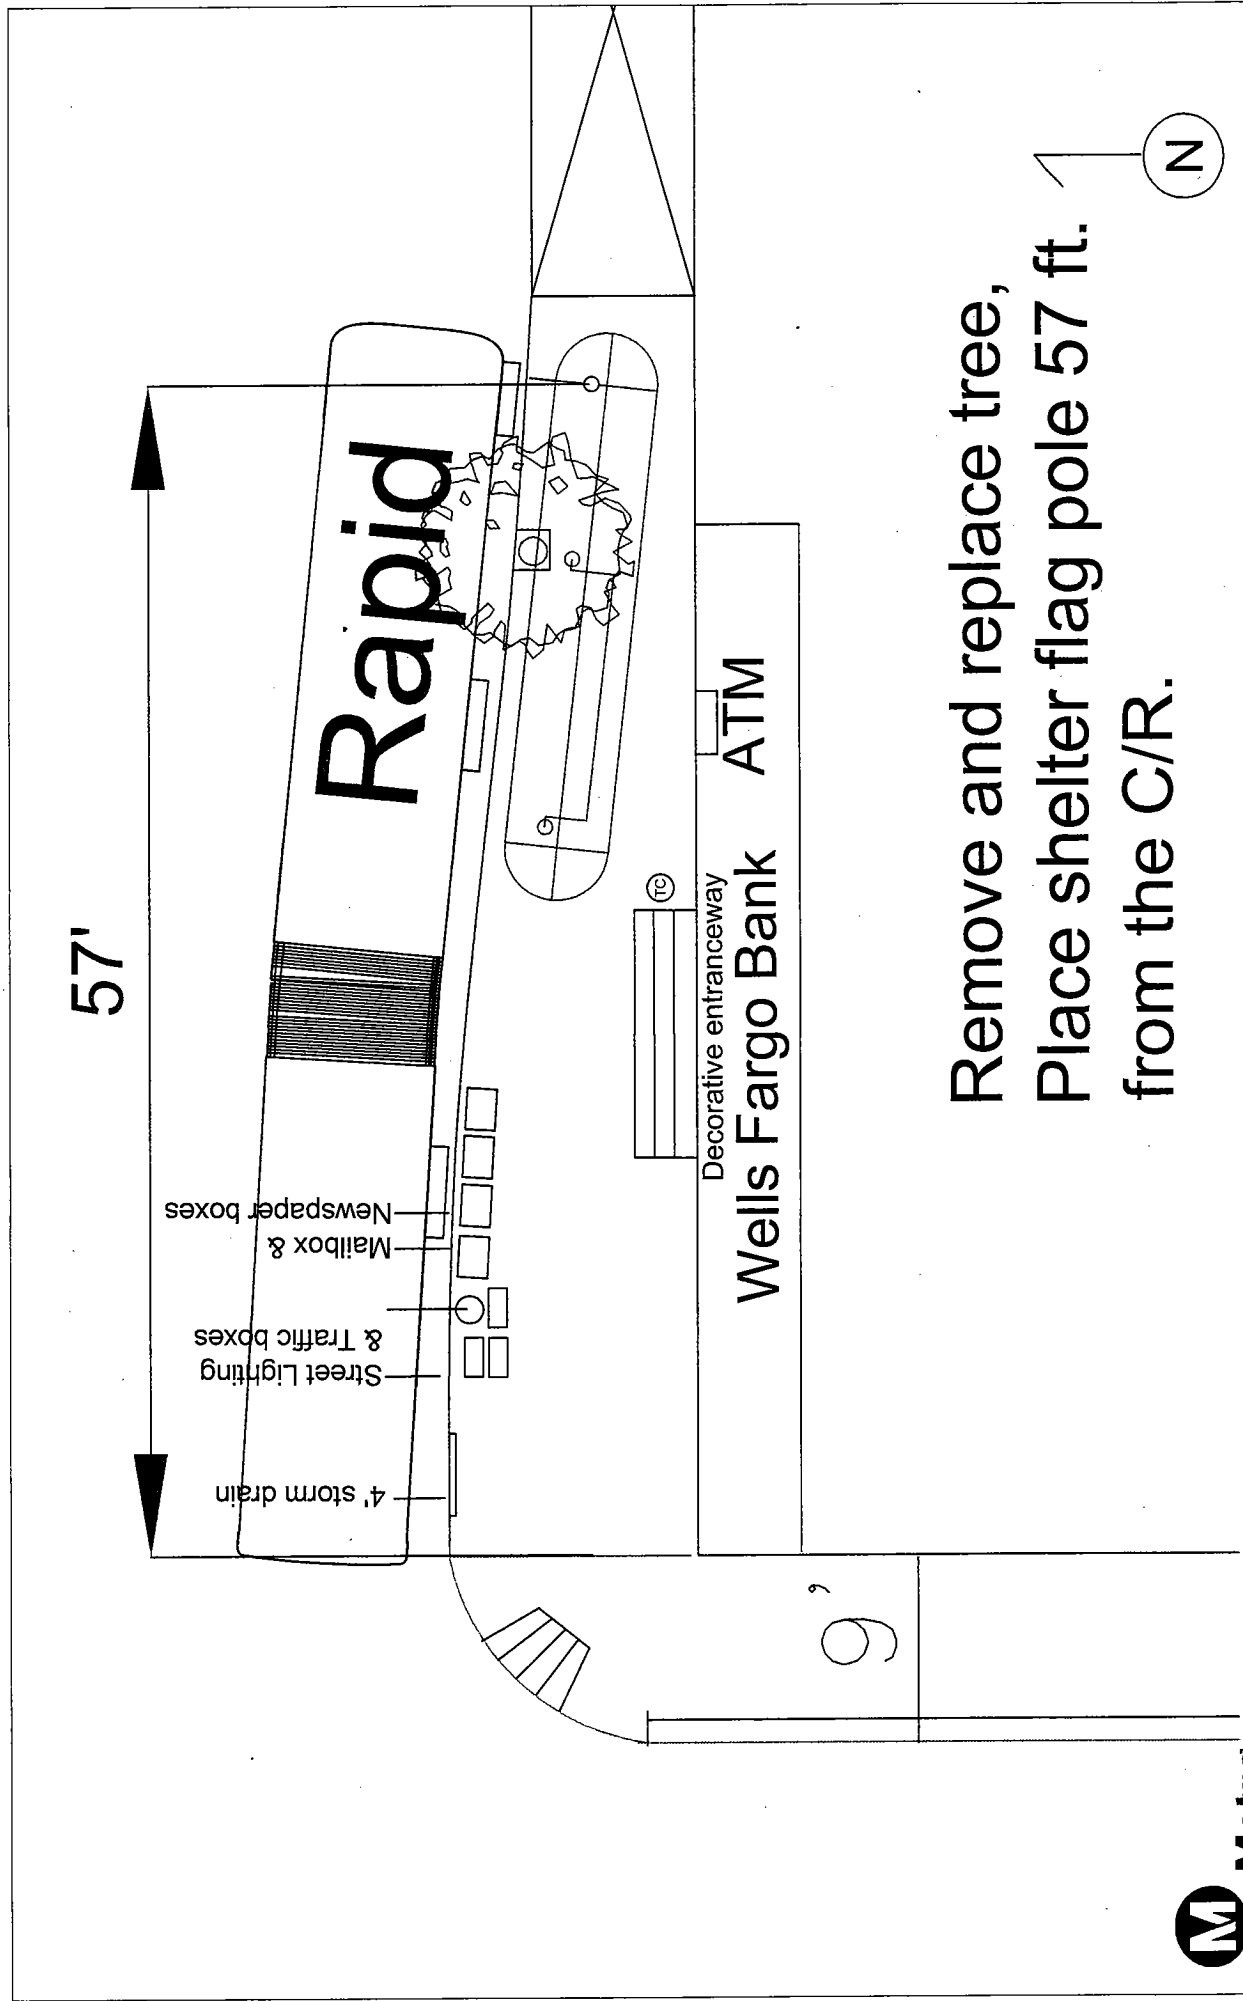 57'
Rapid
4' storm drain
Street Lighting
& Traffic boxes
Mailbox &
Newspaper boxes
TC
Decorative entranceway
Wells Fargo Bank
ATM
9'
Remove and replace tree,
Place shelter flag pole 57 ft.
from the C/R.
N
M